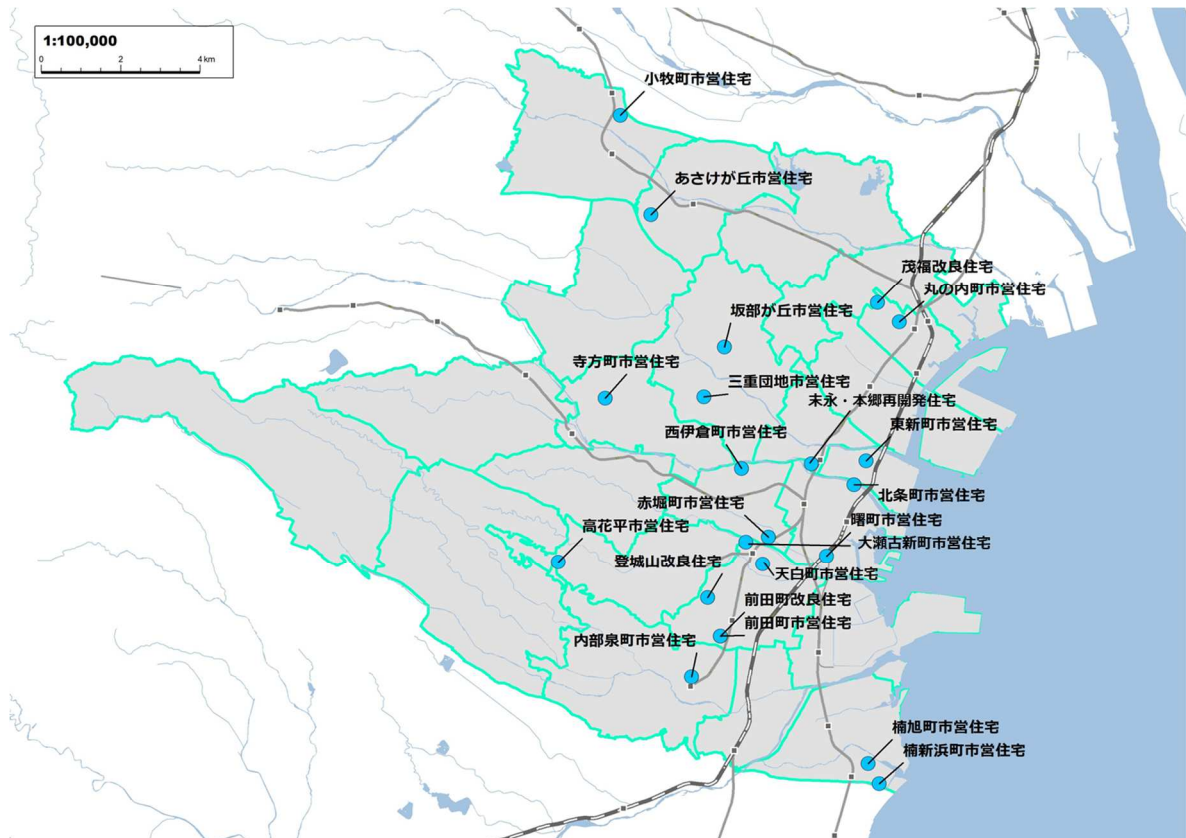 1:100,000
0 2 4 km
小牧町市営住宅
あさけが丘市営住宅
茂福改良住宅
丸の内町市営住宅
坂部が丘市営住宅
寺方町市営住宅
三重団地市営住宅
末永・本郷再開発住宅
東新町市営住宅
西伊倉町市営住宅
北条町市営住宅
赤堀町市営住宅
曙町市営住宅
高花平市営住宅
大瀬古新町市営住宅
登城山改良住宅
天白町市営住宅
前田町改良住宅
前田町市営住宅
内部泉町市営住宅
楠旭町市営住宅
楠新浜町市営住宅